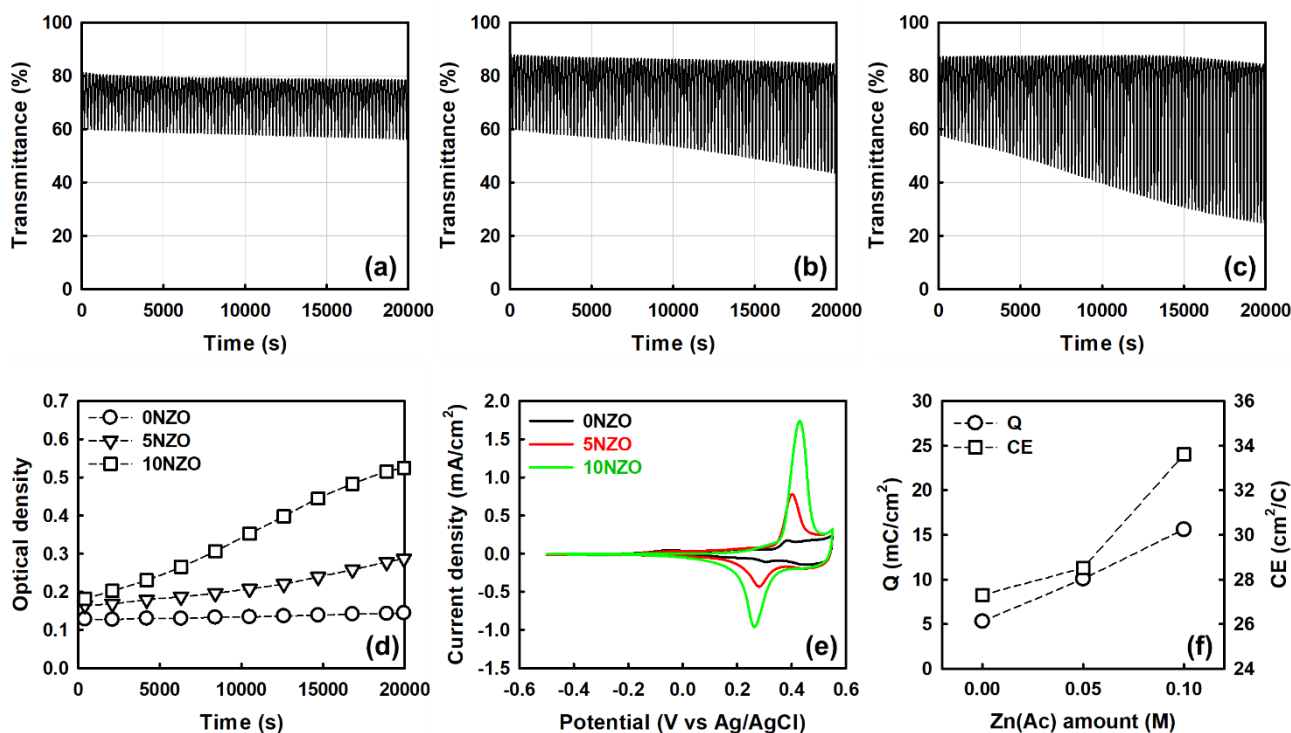 100
80
60
40
20
0
Transmittance (%)
0 5000 10000 15000 20000
Time (s)
(a)
100
80
60
40
20
0
Transmittance (%)
0 5000 10000 15000 20000
Time (s)
(b)
100
80
60
40
20
0
Transmittance (%)
0 5000 10000 15000 20000
Time (s)
(c)
0.7
0.6
0.5
0.4
0.3
0.2
0.1
0.0
Optical density
0NZO
5NZO
10NZO
(d)
0 5000 10000 15000 20000
Time (s)
2.0
1.5
1.0
0.5
0.0
-0.5
-1.0
-1.5
Current density (mA/cm²)
0NZO
5NZO
10NZO
(e)
-0.6 -0.4 -0.2 0.0 0.2 0.4 0.6
Potential (V vs Ag/AgCl)
30
25
20
15
10
5
0
Q (mC/cm²)
Q
CE
(f)
36
34
32
30
28
26
24
CE (cm²/C)
0.00 0.05 0.10
Zn(Ac) amount (M)